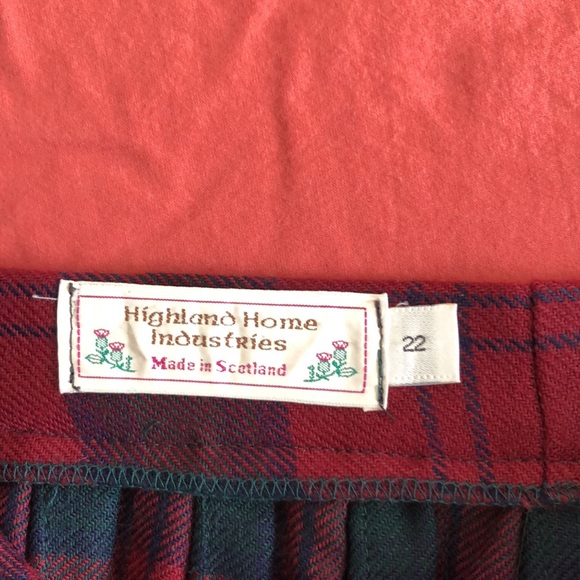 Highland Home
Industries
Made in Scotland
22